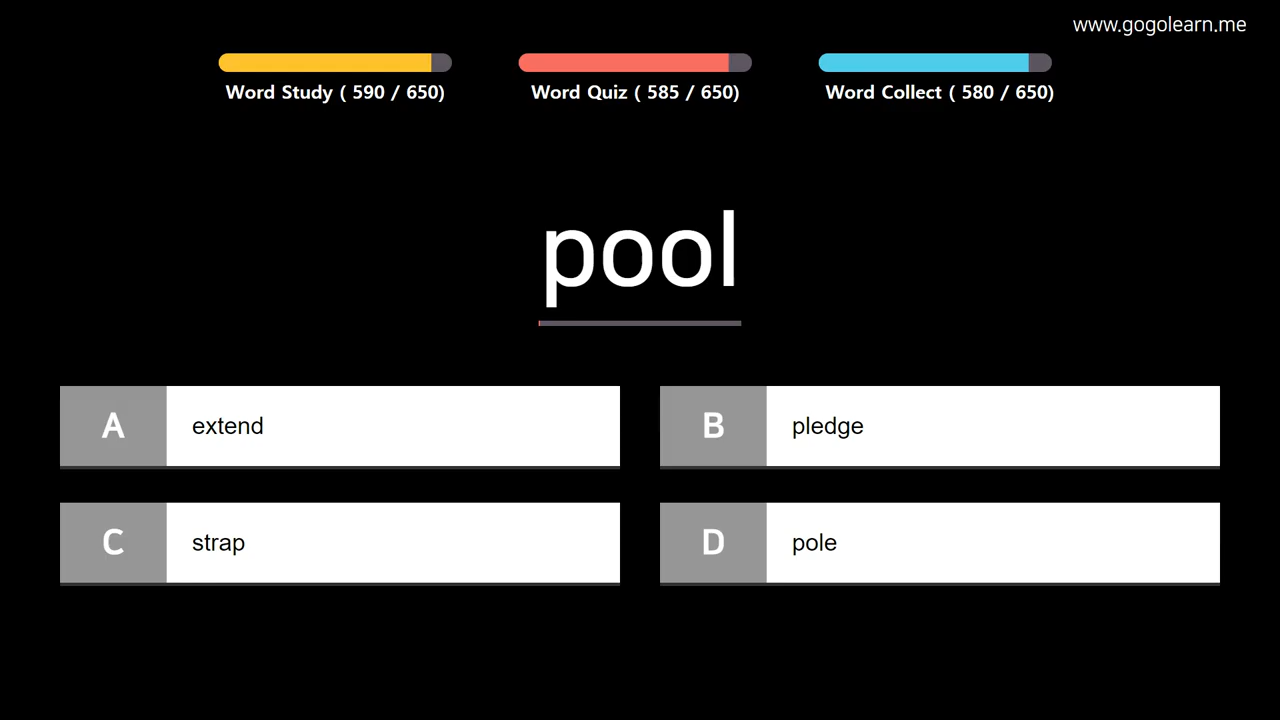 www.gogolearn.me
Word Study ( 590 / 650)
Word Quiz ( 585 / 650)
Word Collect ( 580 / 650)
pool
A extend
B pledge
C strap
D pole